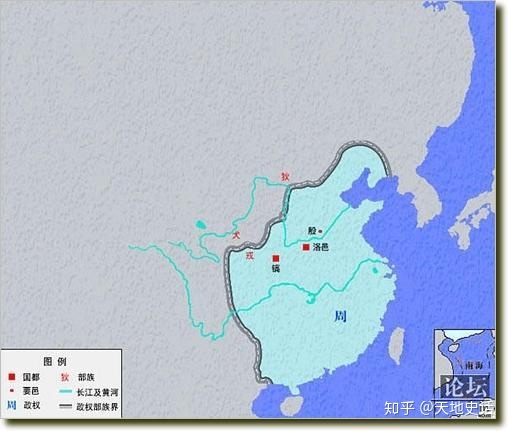 狄
犬
戎
殷
洛邑
镐
周
图 例
国都
狄 部族
要邑
长江及黄河
周 政权
政权部族界
南海
论坛
知乎 @天地史话